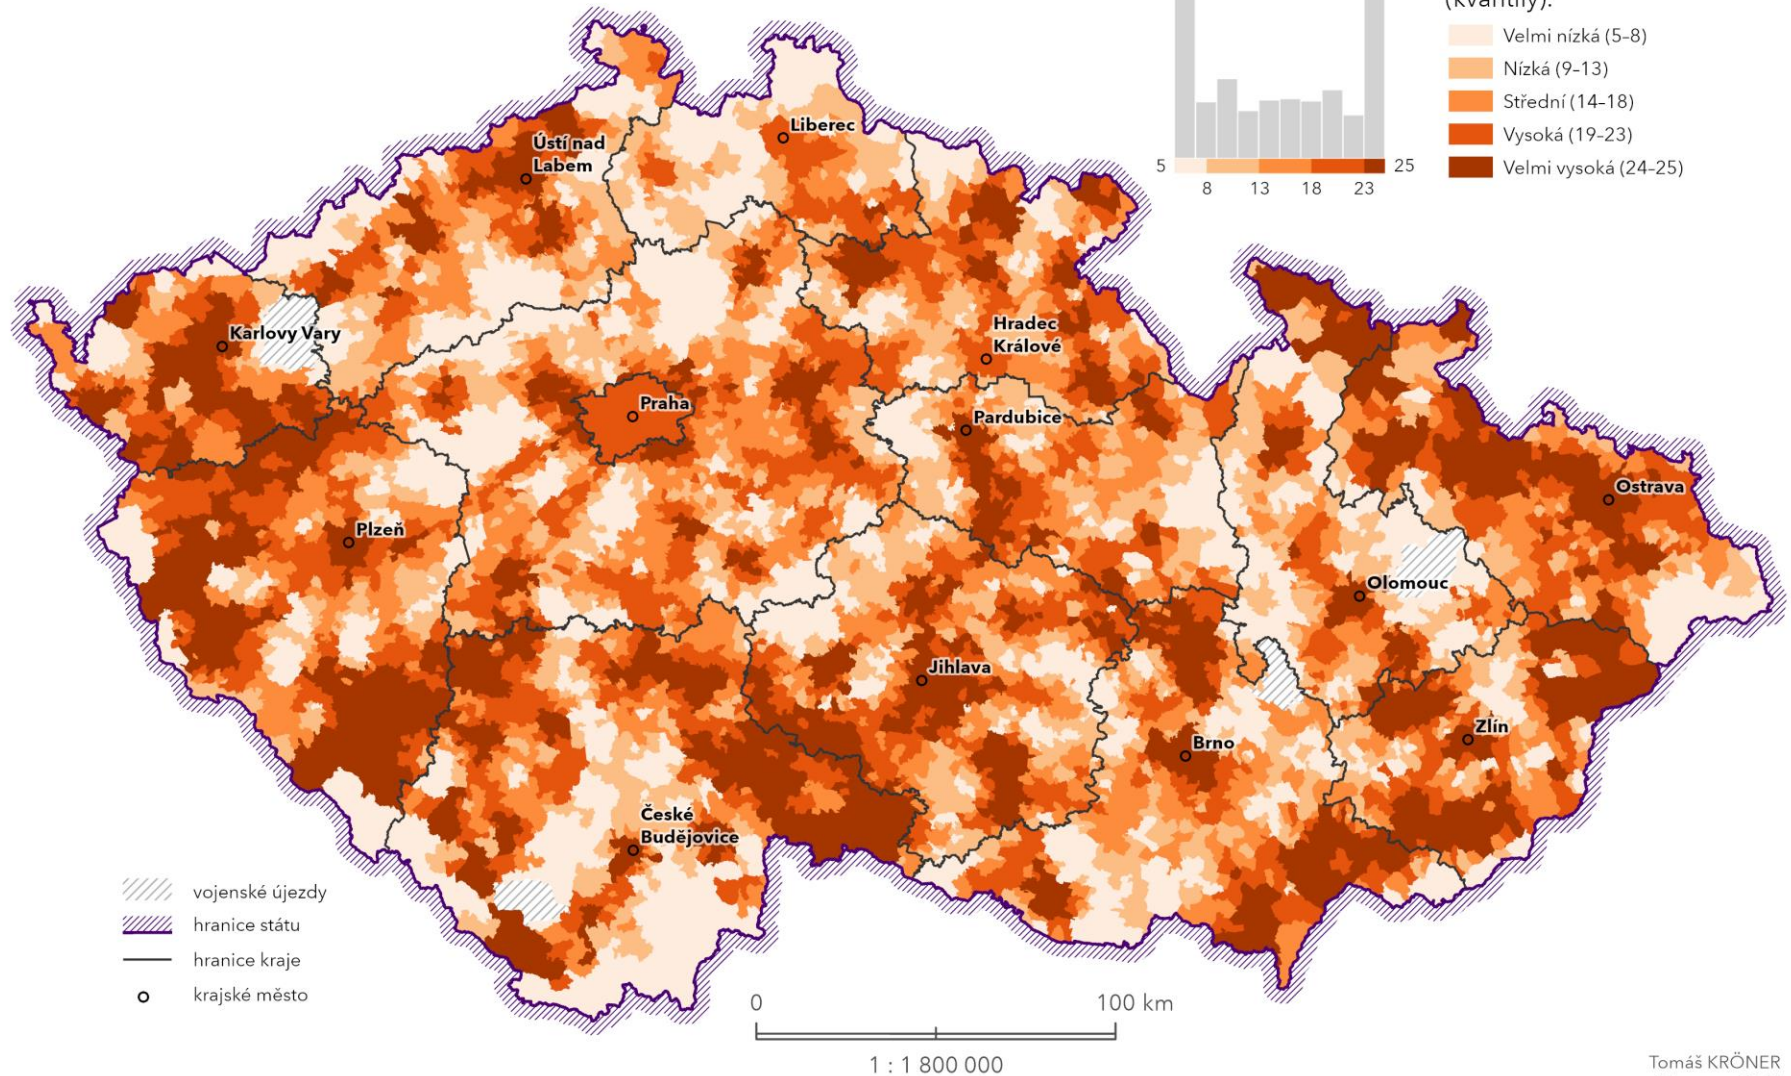 (kvantily):
Velmi nízká (5–8)
Nízká (9–13)
Střední (14–18)
Vysoká (19–23)
Velmi vysoká (24–25)
5
25
8
13
18
23
Liberec
Ústí nad
Labem
Karlovy Vary
Hradec
Králové
Praha
Pardubice
Ostrava
Plzeň
Olomouc
Jihlava
Zlín
Brno
České
Budějovice
vojenské újezdy
hranice státu
hranice kraje
krajské město
0
100 km
1 : 1 800 000
Tomáš KRÖNER